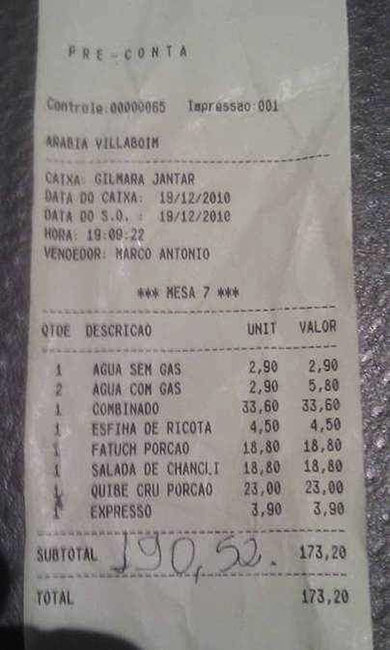 PRE-CONTA
Controle.00000065 Impressao 001
ARABIA VILLABOIM
CAIXA: GILMARA JANTAR
DATA DO CAIXA: 19/12/2010
DATA DO S.O. : 19/12/2010
HORA: 19:09:22
VENDEDOR: MARCO ANTONIO
*** MESA 7 ***
QTDE DESCRICAO UNIT VALOR
1 AGUA SEM GAS 2,90 2,90
2 AGUA COM GAS 2,90 5,80
1 COMBINADO 33,60 33,60
1 ESFIHA DE RICOTA 4,50 4,50
1 FATUCH PORCAO 18,80 18,80
1 SALADA DE CHANCLI 18,80 18,80
1 QUIBE CRU PORCAO 23,00 23,00
1 EXPRESSO 3,90 3,90
SUBTOTAL 190,52. 173,20
TOTAL 173,20